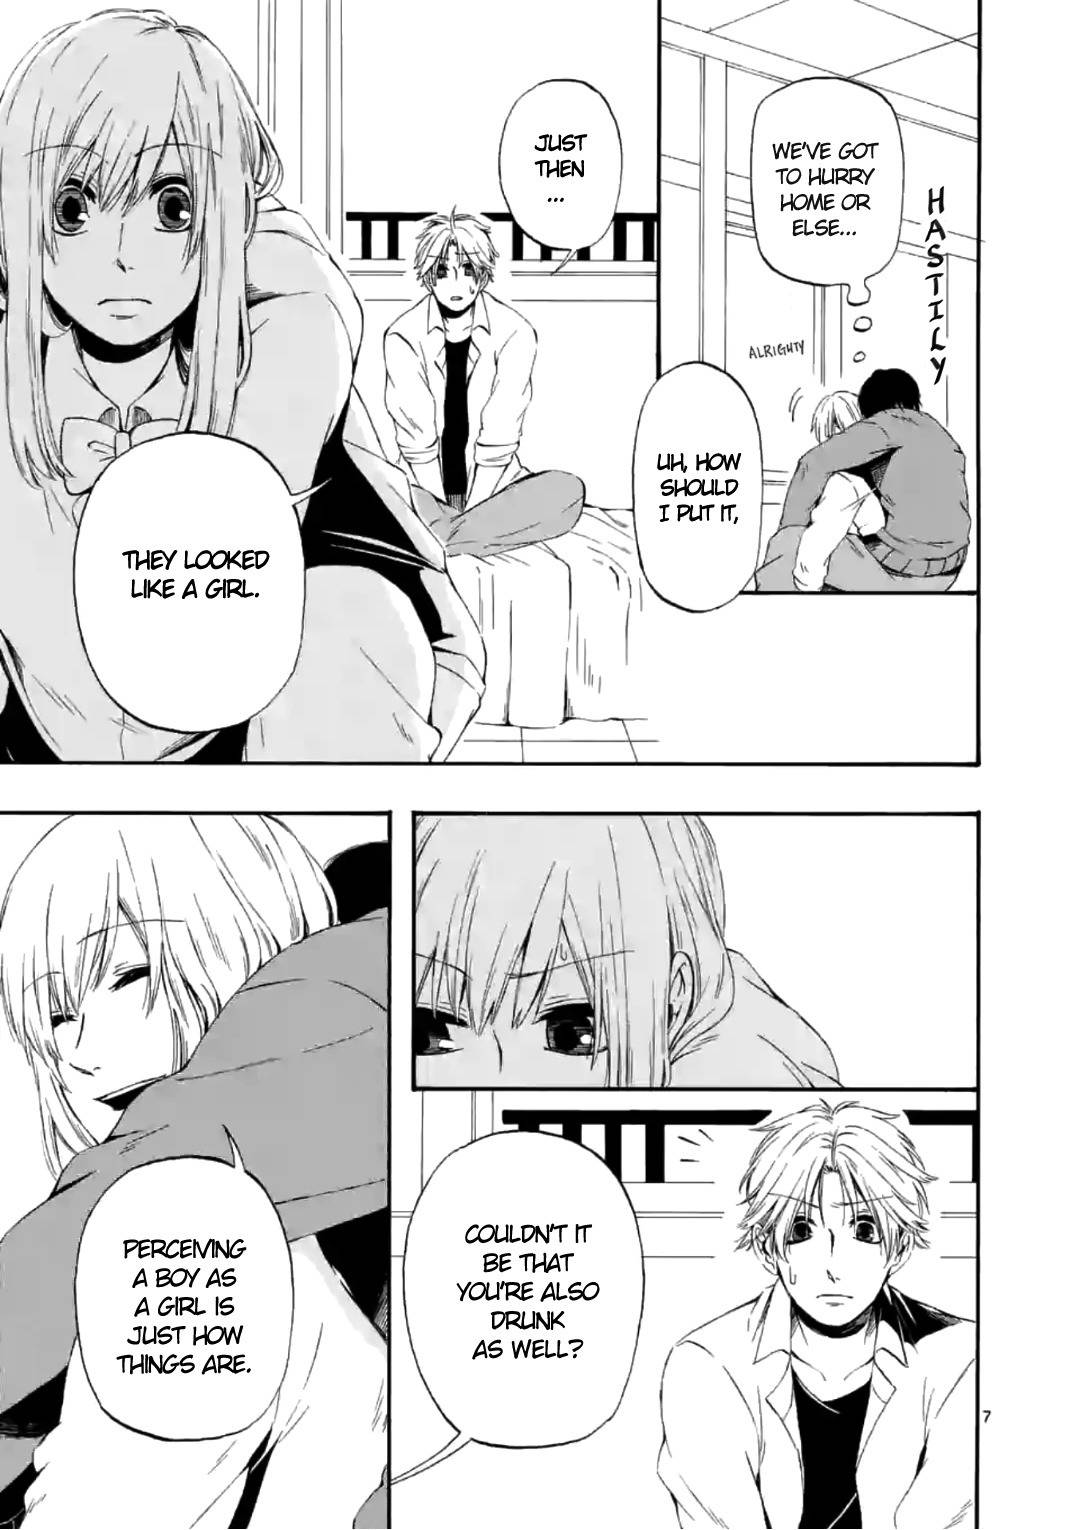 WE'VE GOT
TO HURRY
HOME OR
ELSE...
HASTILY
ALRIGHTY
UH, HOW
SHOULD
I PUT IT,
JUST
THEN
...
THEY LOOKED
LIKE A GIRL.
COULDN'T IT
BE THAT
YOU'RE ALSO
DRUNK
AS WELL?
PERCEIVING
A BOY AS
A GIRL IS
JUST HOW
THINGS ARE.
7